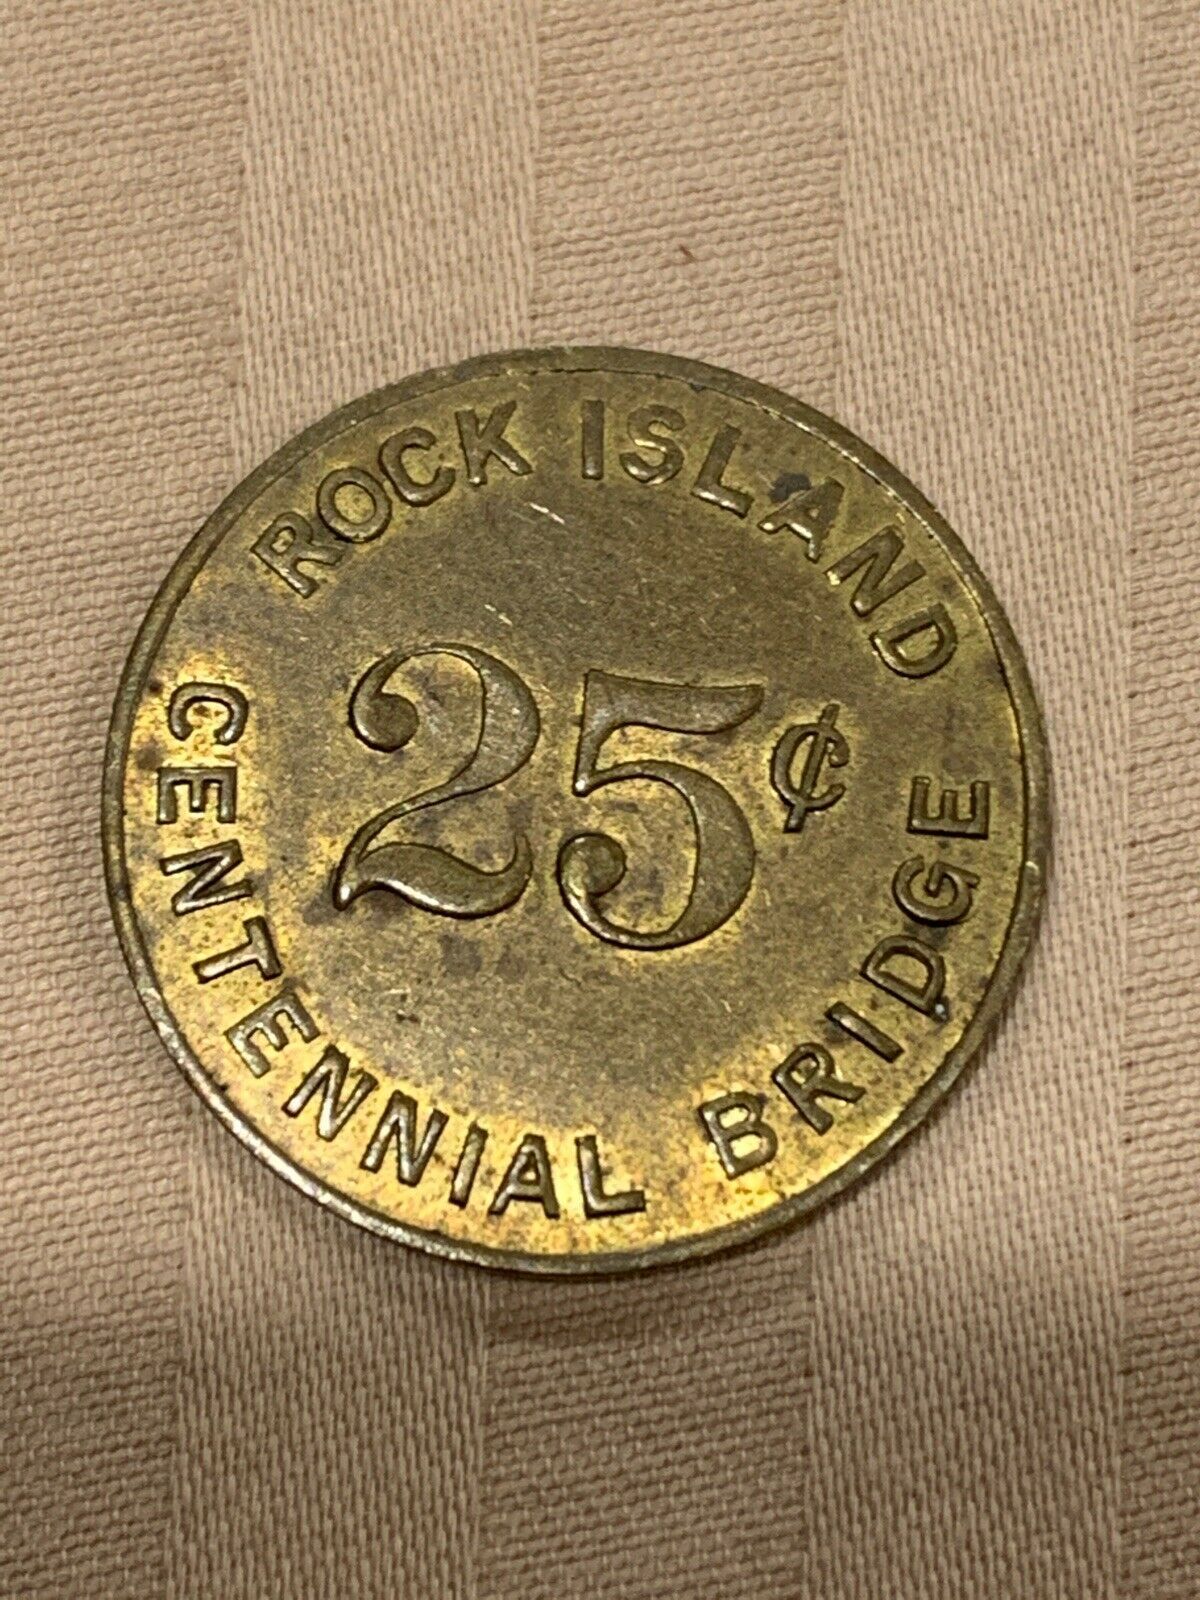 ROCK ISLAND
25¢
CENTENNIAL BRIDGE